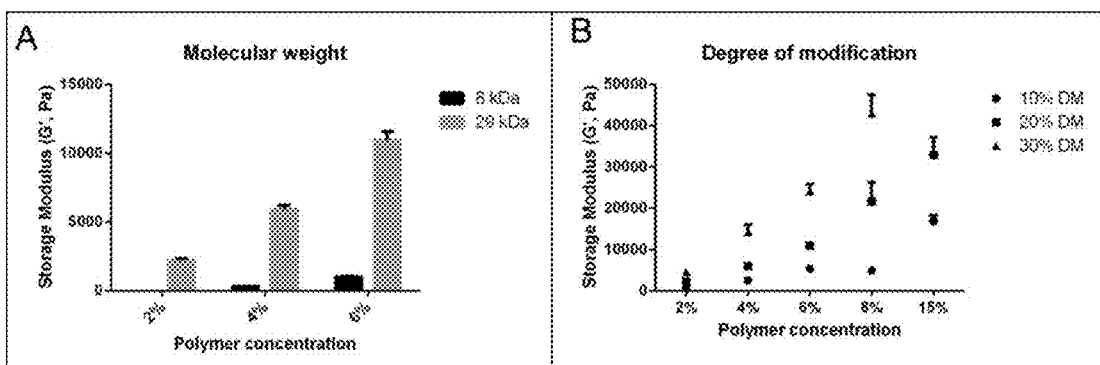 A
Molecular weight
Storage Modulus (G', Pa)
15000
10000
5000
0
2%
4%
6%
Polymer concentration
6 kDa
29 kDa
B
Degree of modification
Storage Modulus (G', Pa)
50000
40000
30000
20000
10000
0
2%
4%
6%
8%
15%
Polymer concentration
10% DM
20% DM
30% DM